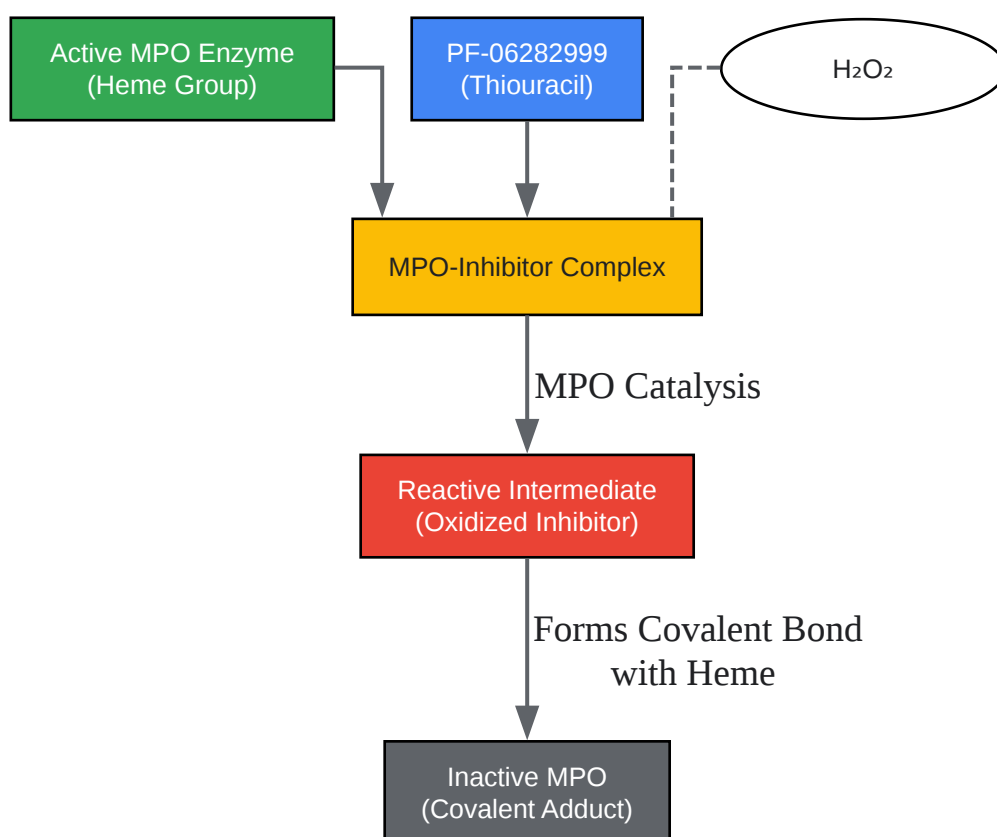 Active MPO Enzyme
(Heme Group)
PF-06282999
(Thiouracil)
H₂O₂
MPO-Inhibitor Complex
MPO Catalysis
Reactive Intermediate
(Oxidized Inhibitor)
Forms Covalent Bond
with Heme
Inactive MPO
(Covalent Adduct)